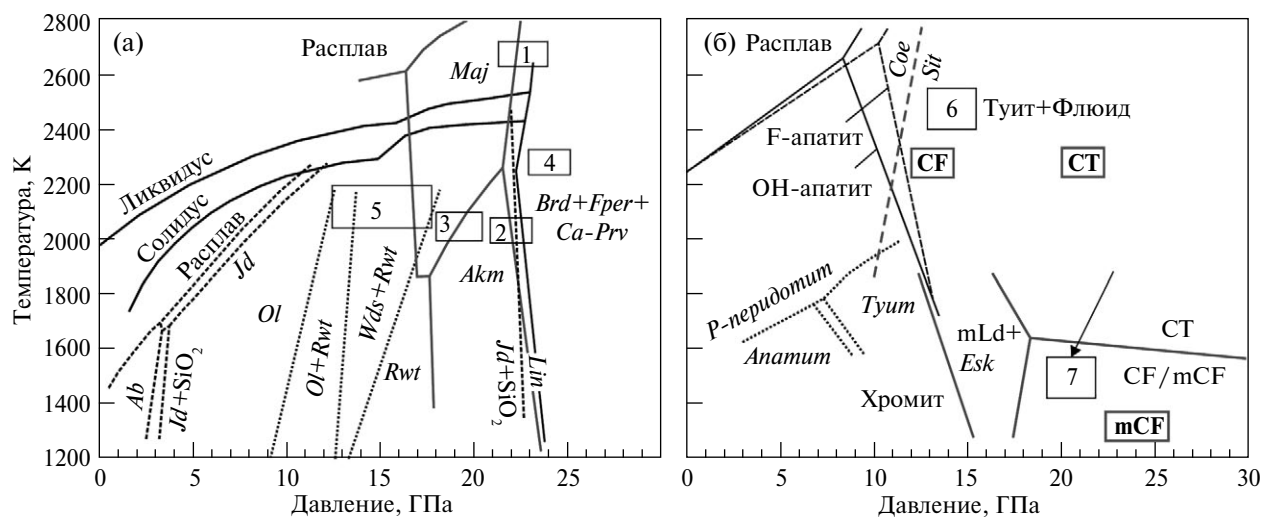 (а)
Температура, К
2800
2600
2400
2200
2000
1800
1600
1400
1200
Расплав
Maj
1
Ликвидус
Солидус
Расплав
Jd
4
5
3
2
Brd+Fper+
Ca-Prv
Akm
Ol
Ol+Rwt
Wds+Rwt
Rwt
Ab
Jd+SiO₂
Jd+SiO₂
Lin
0
5
10
15
20
25
Давление, ГПа
(б)
Расплав
Coe
Sit
6
Туит+Флюид
F-апатит
OH-апатит
CF
CT
P-перидотит
Апатит
Туит
mLd+
Esk
Хромит
CT
CF/mCF
7
mCF
0
5
10
15
20
25
30
Давление, ГПа